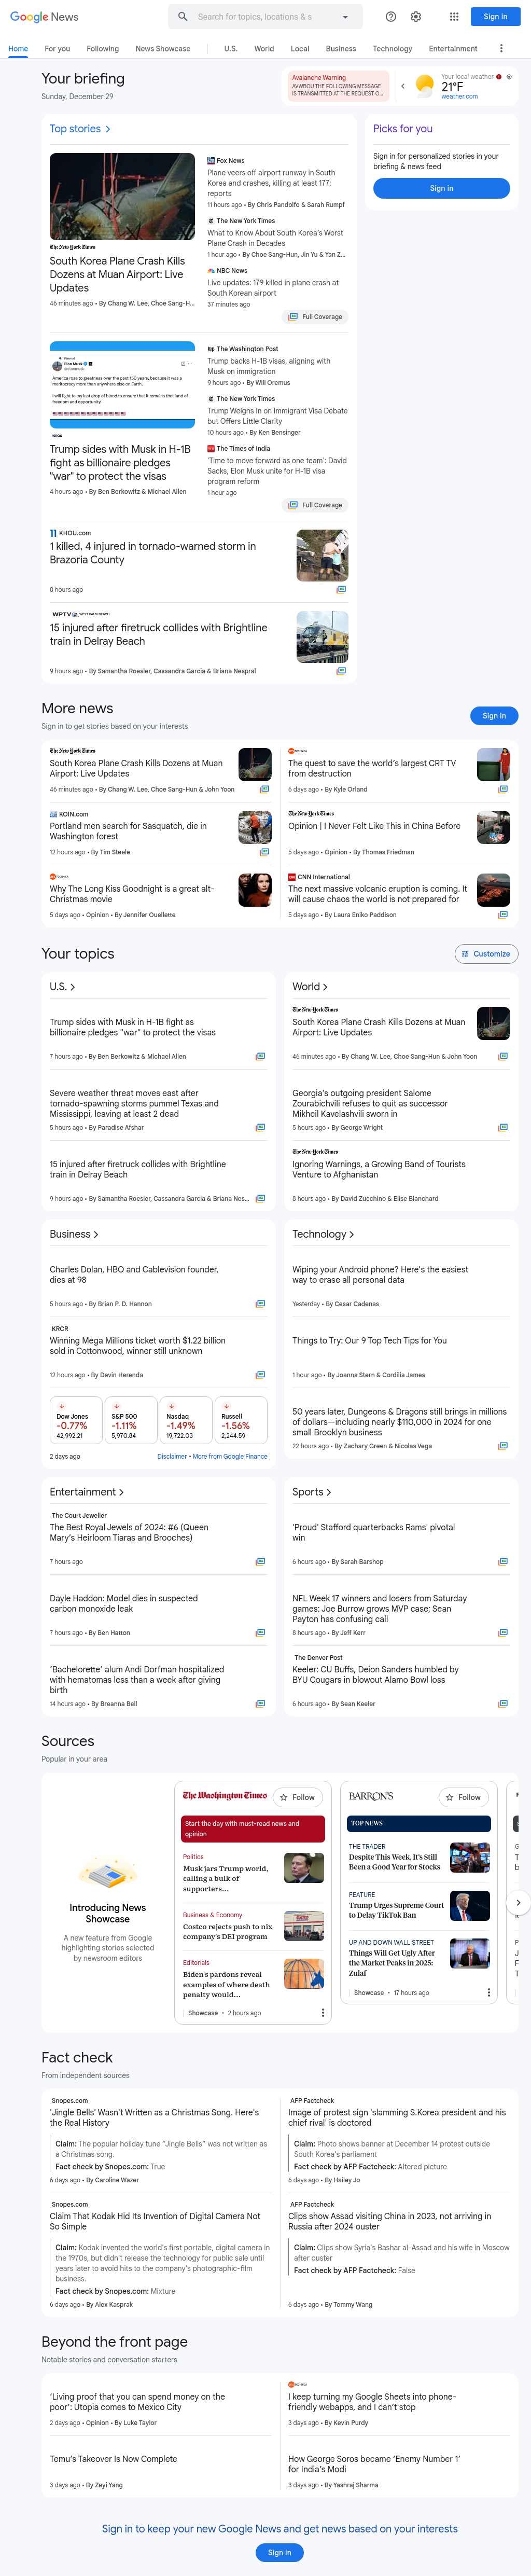 Google News
Search for topics, locations & s
Sign in
Home
For you
Following
News Showcase
U.S.
World
Local
Business
Technology
Entertainment
Your briefing
Sunday, December 29
Avalanche Warning
AVWBOU THE FOLLOWING MESSAGE
IS TRANSMITTED AT THE REQUEST O...
Your local weather
21°F
weather.com
Top stories
The New York Times
South Korea Plane Crash Kills
Dozens at Muan Airport: Live
Updates
46 minutes ago • By Chang W. Lee, Choe Sang-H...
Fox News
Plane veers off airport runway in South
Korea and crashes, killing at least 177:
reports
11 hours ago • By Chris Pandolfo & Sarah Rumpf
The New York Times
What to Know About South Korea's Worst
Plane Crash in Decades
1 hour ago • By Choe Sang-Hun, Jin Yu & Yan Z...
NBC News
Live updates: 179 killed in plane crash at
South Korean airport
37 minutes ago
Full Coverage
Picks for you
Sign in for personalized stories in your
briefing & news feed
Sign in
Pinned
Elon Musk
America rose to greatness over the past 150 years, because it was a
meritocracy more than anywhere else on Earth.
I will fight to my last drop of blood to ensure that it remains that land of
freedom and opportunity.
Trump sides with Musk in H-1B
fight as billionaire pledges
"war" to protect the visas
4 hours ago • By Ben Berkowitz & Michael Allen
The Washington Post
Trump backs H-1B visas, aligning with
Musk on immigration
9 hours ago • By Will Oremus
The New York Times
Trump Weighs In on Immigrant Visa Debate
but Offers Little Clarity
10 hours ago • By Ken Bensinger
The Times of India
'Time to move forward as one team': David
Sacks, Elon Musk unite for H-1B visa
program reform
1 hour ago
Full Coverage
KHOU.com
1 killed, 4 injured in tornado-warned storm in
Brazoria County
8 hours ago
WPTV WEST PALM BEACH
15 injured after firetruck collides with Brightline
train in Delray Beach
9 hours ago • By Samantha Roesler, Cassandra Garcia & Briana Nespral
More news
Sign in to get stories based on your interests
Sign in
The New York Times
South Korea Plane Crash Kills Dozens at Muan
Airport: Live Updates
46 minutes ago • By Chang W. Lee, Choe Sang-Hun & John Yoon
KOIN.com
Portland men search for Sasquatch, die in
Washington forest
12 hours ago • By Tim Steele
ars TECHNICA
Why The Long Kiss Goodnight is a great alt-
Christmas movie
5 days ago • Opinion • By Jennifer Ouellette
ars TECHNICA
The quest to save the world's largest CRT TV
from destruction
6 days ago • By Kyle Orland
The New York Times
Opinion | I Never Felt Like This in China Before
5 days ago • Opinion • By Thomas Friedman
CNN International
The next massive volcanic eruption is coming. It
will cause chaos the world is not prepared for
5 days ago • By Laura Eniko Paddison
Your topics
Customize
U.S.
Trump sides with Musk in H-1B fight as
billionaire pledges "war" to protect the visas
7 hours ago • By Ben Berkowitz & Michael Allen
Severe weather threat moves east after
tornado-spawning storms pummel Texas and
Mississippi, leaving at least 2 dead
5 hours ago • By Paradise Afshar
15 injured after firetruck collides with Brightline
train in Delray Beach
9 hours ago • By Samantha Roesler, Cassandra Garcia & Briana Nes...
World
The New York Times
South Korea Plane Crash Kills Dozens at Muan
Airport: Live Updates
46 minutes ago • By Chang W. Lee, Choe Sang-Hun & John Yoon
Georgia's outgoing president Salome
Zourabichvili refuses to quit as successor
Mikheil Kavelashvili sworn in
5 hours ago • By George Wright
The New York Times
Ignoring Warnings, a Growing Band of Tourists
Venture to Afghanistan
8 hours ago • By David Zucchino & Elise Blanchard
Business
Charles Dolan, HBO and Cablevision founder,
dies at 98
5 hours ago • By Brian P. D. Hannon
KRCR
Winning Mega Millions ticket worth $1.22 billion
sold in Cottonwood, winner still unknown
12 hours ago • By Devin Herenda
Dow Jones
-0.77%
42,992.21
S&P 500
-1.11%
5,970.84
Nasdaq
-1.49%
19,722.03
Russell
-1.56%
2,244.59
2 days ago
Disclaimer • More from Google Finance
Technology
Wiping your Android phone? Here's the easiest
way to erase all personal data
Yesterday • By Cesar Cadenas
Things to Try: Our 9 Top Tech Tips for You
1 hour ago • By Joanna Stern & Cordilia James
50 years later, Dungeons & Dragons still brings in millions
of dollars—including nearly $110,000 in 2024 for one
small Brooklyn business
22 hours ago • By Zachary Green & Nicolas Vega
Entertainment
The Court Jeweller
The Best Royal Jewels of 2024: #6 (Queen
Mary's Heirloom Tiaras and Brooches)
7 hours ago
Dayle Haddon: Model dies in suspected
carbon monoxide leak
7 hours ago • By Ben Hatton
'Bachelorette' alum Andi Dorfman hospitalized
with hematomas less than a week after giving
birth
14 hours ago • By Breanna Bell
Sports
'Proud' Stafford quarterbacks Rams' pivotal
win
6 hours ago • By Sarah Barshop
NFL Week 17 winners and losers from Saturday
games: Joe Burrow grows MVP case; Sean
Payton has confusing call
8 hours ago • By Jeff Kerr
The Denver Post
Keeler: CU Buffs, Deion Sanders humbled by
BYU Cougars in blowout Alamo Bowl loss
6 hours ago • By Sean Keeler
Sources
Popular in your area
Introducing News
Showcase
A new feature from Google
highlighting stories selected
by newsroom editors
The Washington Times
Follow
Start the day with must-read news and
opinion
Politics
Musk jars Trump world,
calling a bulk of
supporters...
Business & Economy
Costco rejects push to nix
company's DEI program
Editorials
Biden's pardons reveal
examples of where death
penalty would...
Showcase • 2 hours ago
BARRON'S
Follow
TOP NEWS
THE TRADER
Despite This Week, It's Still
Been a Good Year for Stocks
FEATURE
Trump Urges Supreme Court
to Delay TikTok Ban
UP AND DOWN WALL STREET
Things Will Get Ugly After
the Market Peaks in 2025:
Zulaf
Showcase • 17 hours ago
Fact check
From independent sources
Snopes.com
'Jingle Bells' Wasn't Written as a Christmas Song. Here's
the Real History
Claim: The popular holiday tune "Jingle Bells" was not written as
a Christmas song.
Fact check by Snopes.com: True
6 days ago • By Caroline Wazer
Snopes.com
Claim That Kodak Hid Its Invention of Digital Camera Not
So Simple
Claim: Kodak invented the world's first portable, digital camera in
the 1970s, but didn't release the technology for public sale until
years later to avoid hits to the company's photographic-film
business.
Fact check by Snopes.com: Mixture
6 days ago • By Alex Kasprak
AFP Factcheck
Image of protest sign 'slamming S.Korea president and his
chief rival' is doctored
Claim: Photo shows banner at December 14 protest outside
South Korea's parliament
Fact check by AFP Factcheck: Altered picture
6 days ago • By Hailey Jo
AFP Factcheck
Clips show Assad visiting China in 2023, not arriving in
Russia after 2024 ouster
Claim: Clips show Syria's Bashar al-Assad and his wife in Moscow
after ouster
Fact check by AFP Factcheck: False
6 days ago • By Tommy Wang
Beyond the front page
Notable stories and conversation starters
'Living proof that you can spend money on the
poor': Utopia comes to Mexico City
2 days ago • Opinion • By Luke Taylor
Temu's Takeover Is Now Complete
3 days ago • By Zeyi Yang
ars TECHNICA
I keep turning my Google Sheets into phone-
friendly webapps, and I can't stop
3 days ago • By Kevin Purdy
How George Soros became 'Enemy Number 1'
for India's Modi
3 days ago • By Yashraj Sharma
Sign in to keep your new Google News and get news based on your interests
Sign in